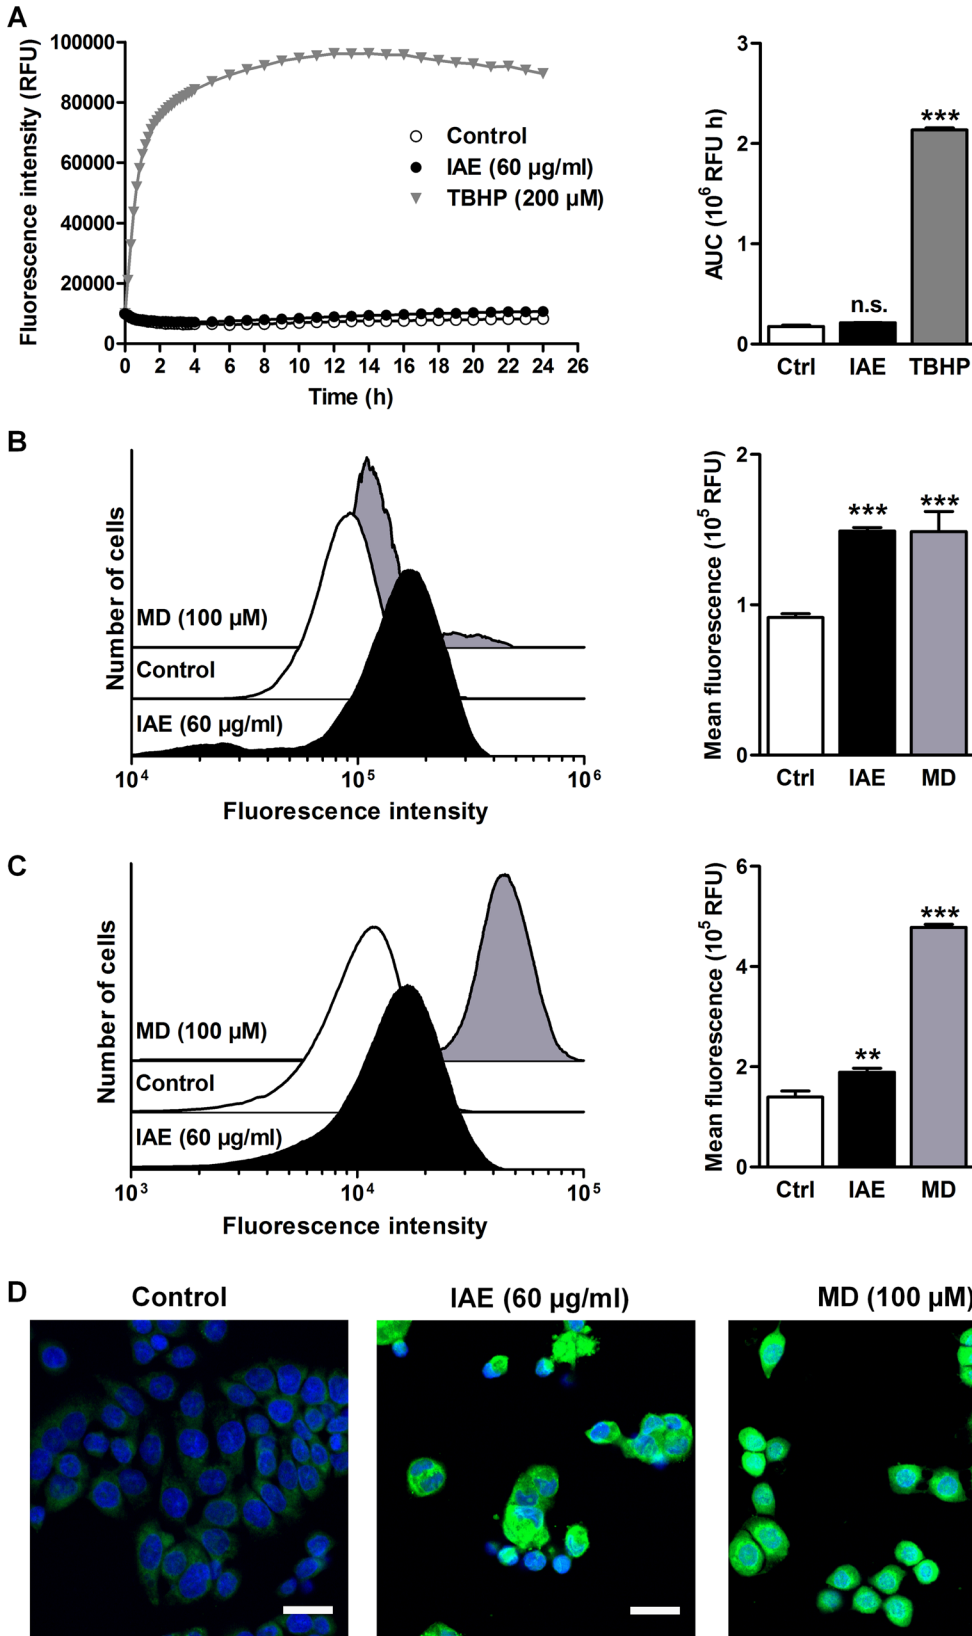 A
Fluorescence intensity (RFU)
100000
80000
60000
40000
20000
0
0 2 4 6 8 10 12 14 16 18 20 22 24 26
Time (h)
Control
IAE (60 µg/ml)
TBHP (200 µM)
AUC (10⁶ RFU h)
3
2
1
0
n.s.
***
Ctrl IAE TBHP
B
Number of cells
MD (100 µM)
Control
IAE (60 µg/ml)
10⁴ 10⁵ 10⁶
Fluorescence intensity
Mean fluorescence (10⁵ RFU)
2
1
0
*** ***
Ctrl IAE MD
C
Number of cells
MD (100 µM)
Control
IAE (60 µg/ml)
10³ 10⁴ 10⁵
Fluorescence intensity
Mean fluorescence (10⁵ RFU)
6
4
2
0
**
***
Ctrl IAE MD
D
Control
IAE (60 µg/ml)
MD (100 µM)